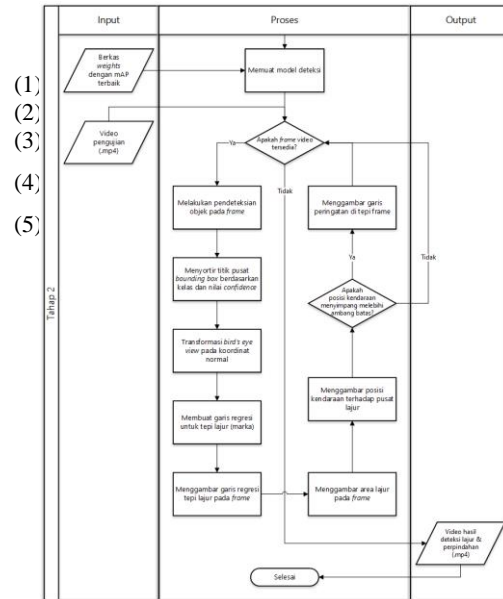 Input
Proses
Output
(1)
(2)
(3)
(4)
(5)
Tahap 2
Berkas
weights
dengan mAP
terbaik
Memuat model deteksi
Video
pengujian
(.mp4)
Apakah frame video
tersedia?
Ya
Tidak
Melakukan pendeteksian
objek pada frame
Menyortir titik pusat
bounding box berdasarkan
kelas dan nilai confidence
Transformasi bird's eye
view pada koordinat
normal
Membuat garis regresi
untuk tepi lajur (marka)
Menggambar garis regresi
tepi lajur pada frame
Menggambar area lajur
pada frame
Menggambar posisi
kendaraan terhadap pusat
lajur
Apakah
posisi kendaraan
menyimpang melebihi
ambang batas?
Ya
Tidak
Menggambar garis
peringatan di tepi frame
Video hasil
deteksi lajur &
perpindahan
(.mp4)
Selesai